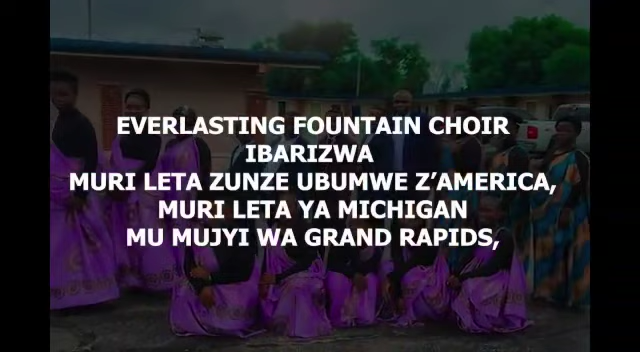 EVERLASTING FOUNTAIN CHOIR
IBARIZWA
MURI LETA ZUNZE UBUMWE Z’AMERICA,
MURI LETA YA MICHIGAN
MU MUJYI WA GRAND RAPIDS,